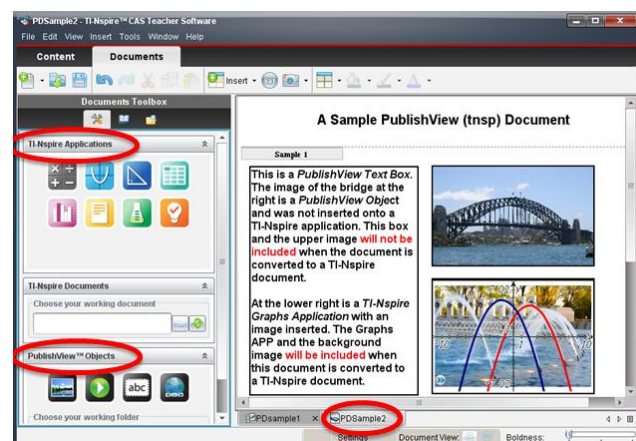 PDSample2 - TI-Nspire™ CAS Teacher Software
File Edit View Insert Tools Window Help
Content Documents
Insert
Documents Toolbox
TI-Nspire Applications
TI-Nspire Documents
Choose your working document
PublishView™ Objects
abc
Choose your working folder
A Sample PublishView (tnsp) Document
Sample 1
This is a PublishView Text Box.
The image of the bridge at the
right is a PublishView Object
and was not inserted onto a
TI-Nspire application. This box
and the upper image will not be
included when the document is
converted to a TI-Nspire
document.
At the lower right is a TI-Nspire
Graphs Application with an
image inserted. The Graphs
APP and the background
image will be included when
this document is converted to
a TI-Nspire document.
PDsample1 PDSample2
Settings Document View: Boldness: